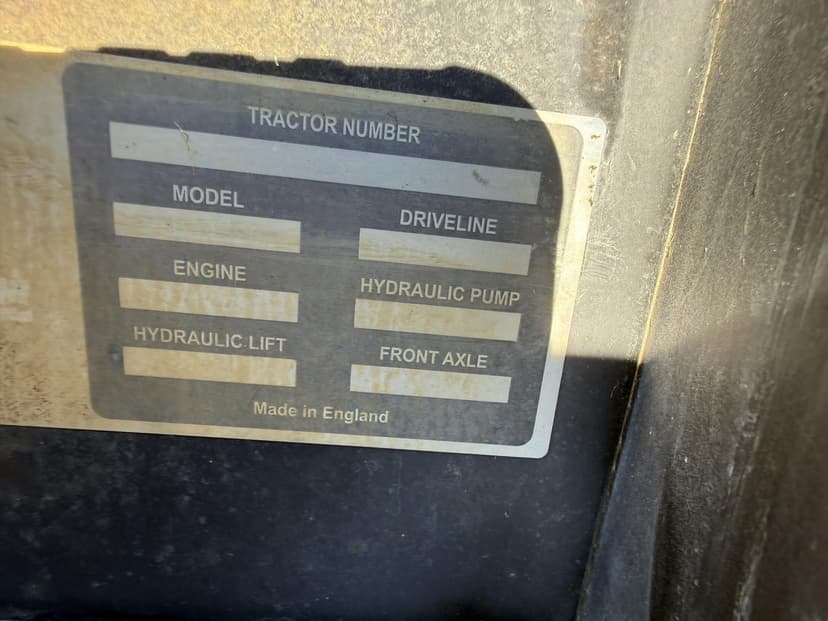 TRACTOR NUMBER
MODEL
DRIVELINE
ENGINE
HYDRAULIC PUMP
HYDRAULIC LIFT
FRONT AXLE
Made in England